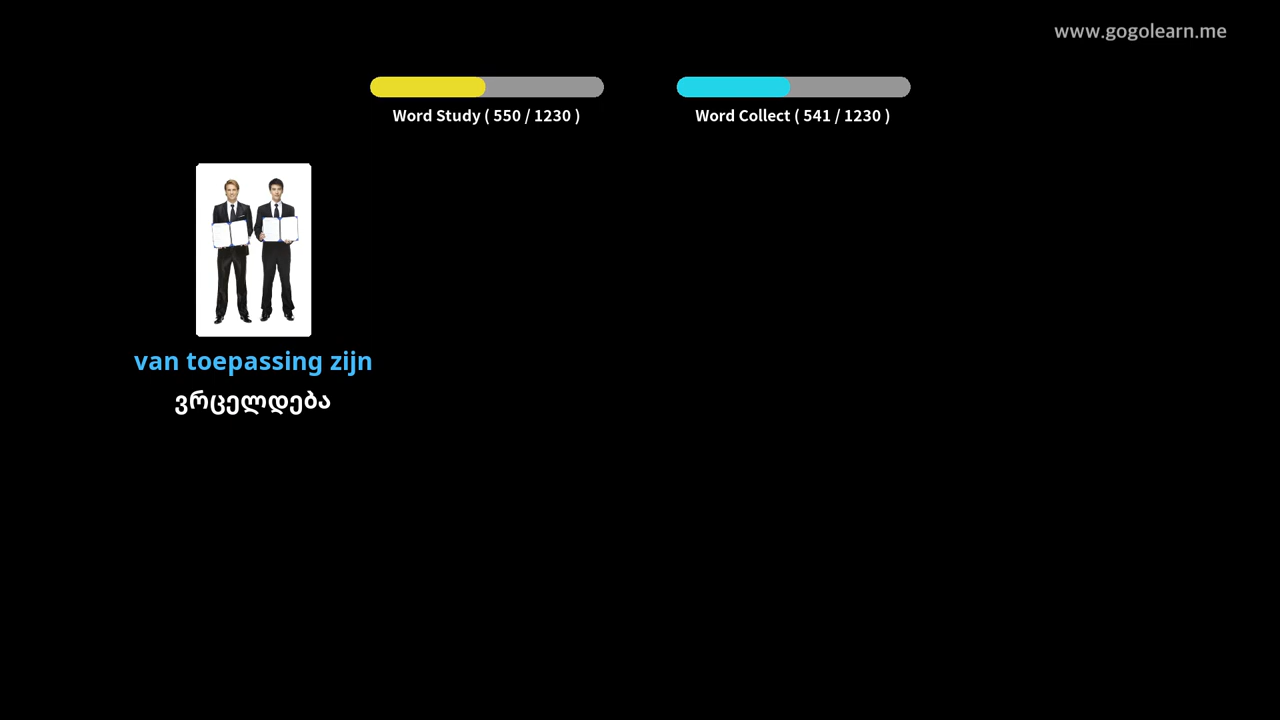 www.gogolearn.me
Word Study ( 550 / 1230 )
Word Collect ( 541 / 1230 )
van toepassing zijn
ვრცელდება